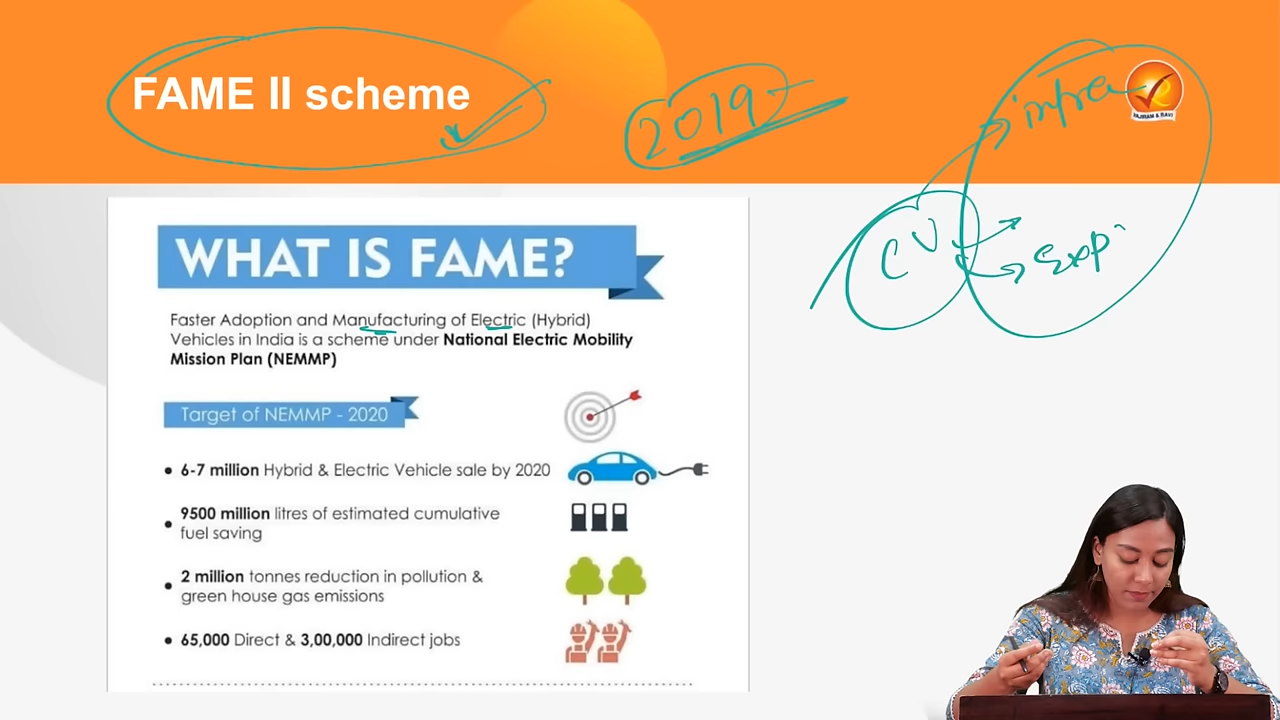 FAME II scheme
2019
infra
VAJIRAM & RAVI
CV
Exp
WHAT IS FAME?
Faster Adoption and Manufacturing of Electric (Hybrid)
Vehicles in India is a scheme under National Electric Mobility
Mission Plan (NEMMP)
Target of NEMMP - 2020
• 6-7 million Hybrid & Electric Vehicle sale by 2020
• 9500 million litres of estimated cumulative
fuel saving
• 2 million tonnes reduction in pollution &
green house gas emissions
• 65,000 Direct & 3,00,000 Indirect jobs